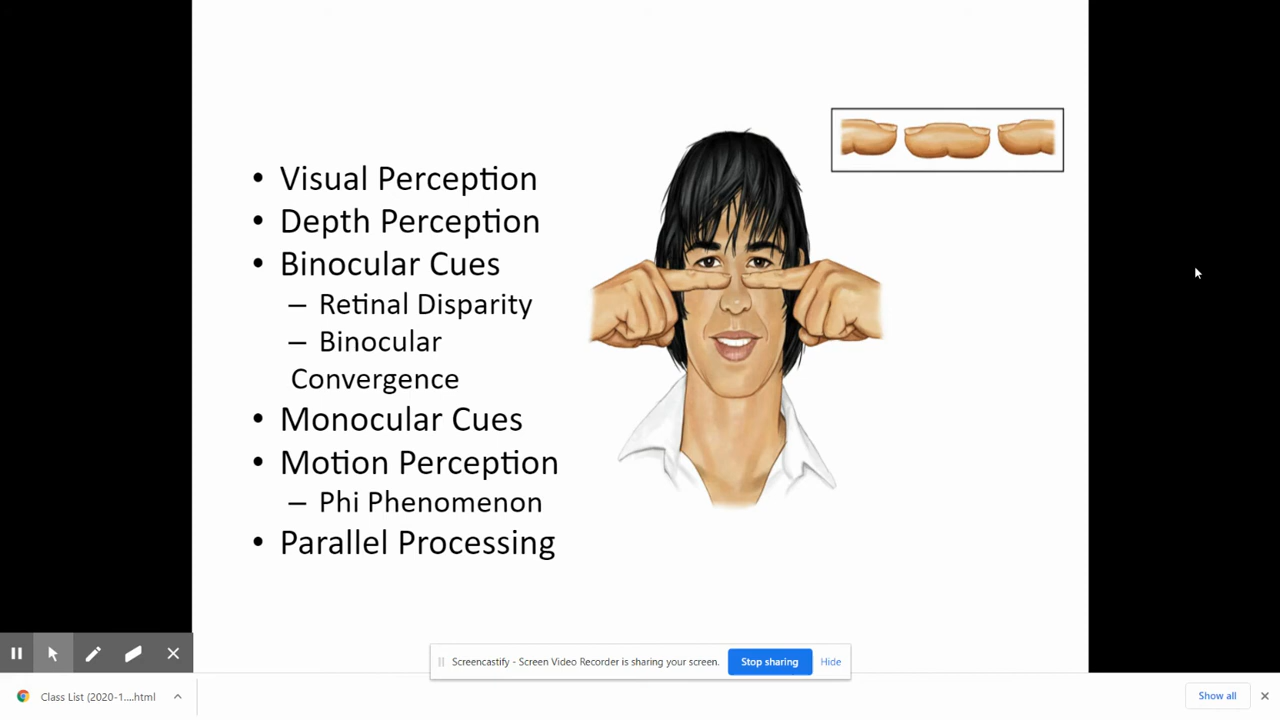 • Visual Perception
• Depth Perception
• Binocular Cues
– Retinal Disparity
– Binocular
Convergence
• Monocular Cues
• Motion Perception
– Phi Phenomenon
• Parallel Processing
Screencastify - Screen Video Recorder is sharing your screen.
Stop sharing
Hide
Class List (2020-1....html
Show all